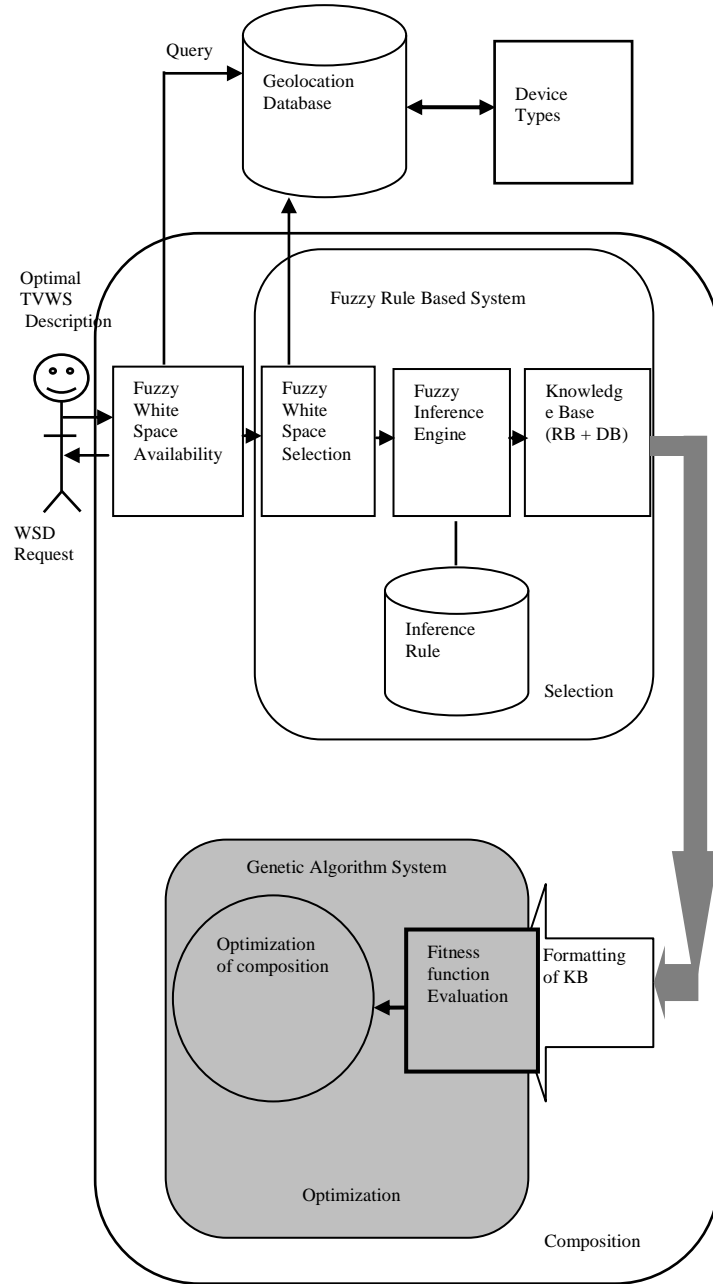 Query
Geolocation
Database
Device
Types
Optimal
TVWS
Description
Fuzzy Rule Based System
Fuzzy
White
Space
Availability
Fuzzy
White
Space
Selection
Fuzzy
Inference
Engine
Knowledg
e Base
(RB + DB)
WSD
Request
Inference
Rule
Selection
Genetic Algorithm System
Optimization
of composition
Fitness
function
Evaluation
Formatting
of KB
Optimization
Composition